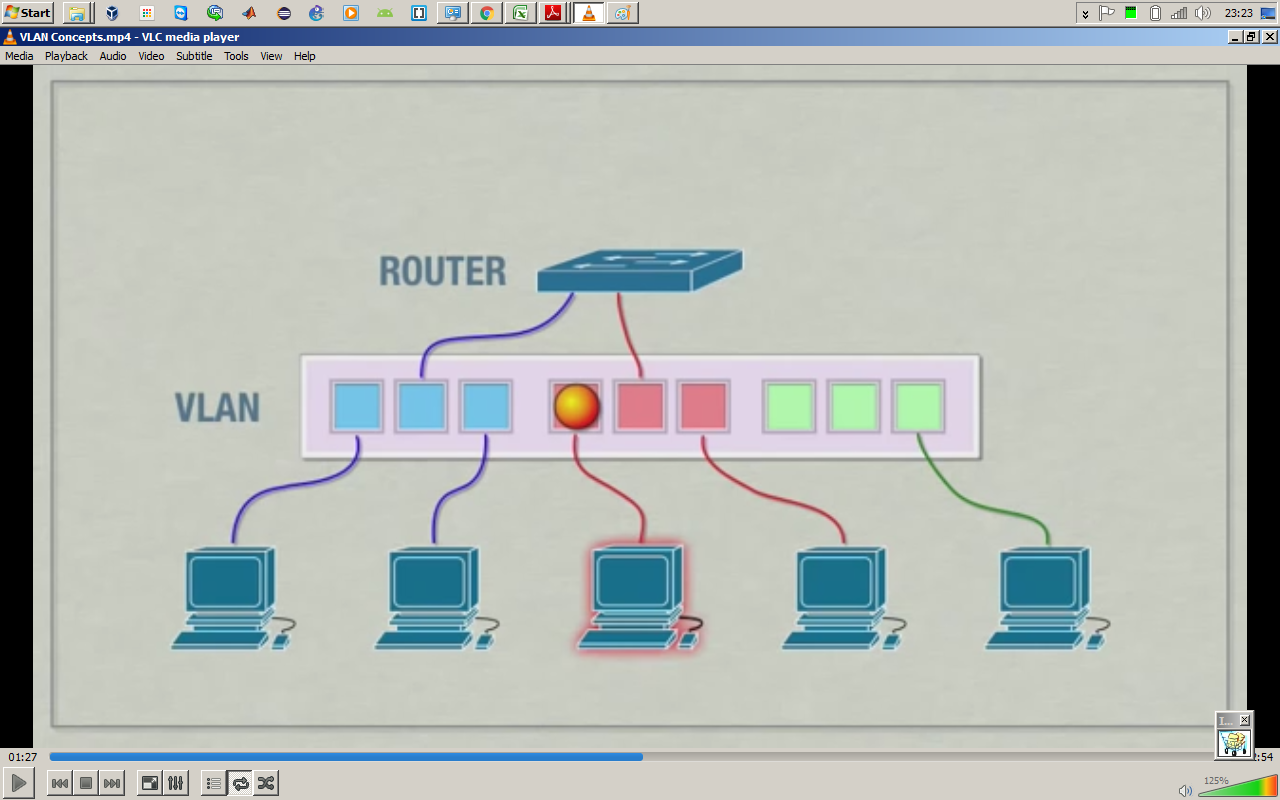 Start
23:23
VLAN Concepts.mp4 - VLC media player
Media Playback Audio Video Subtitle Tools View Help
ROUTER
VLAN
I...
01:27
:54
125%